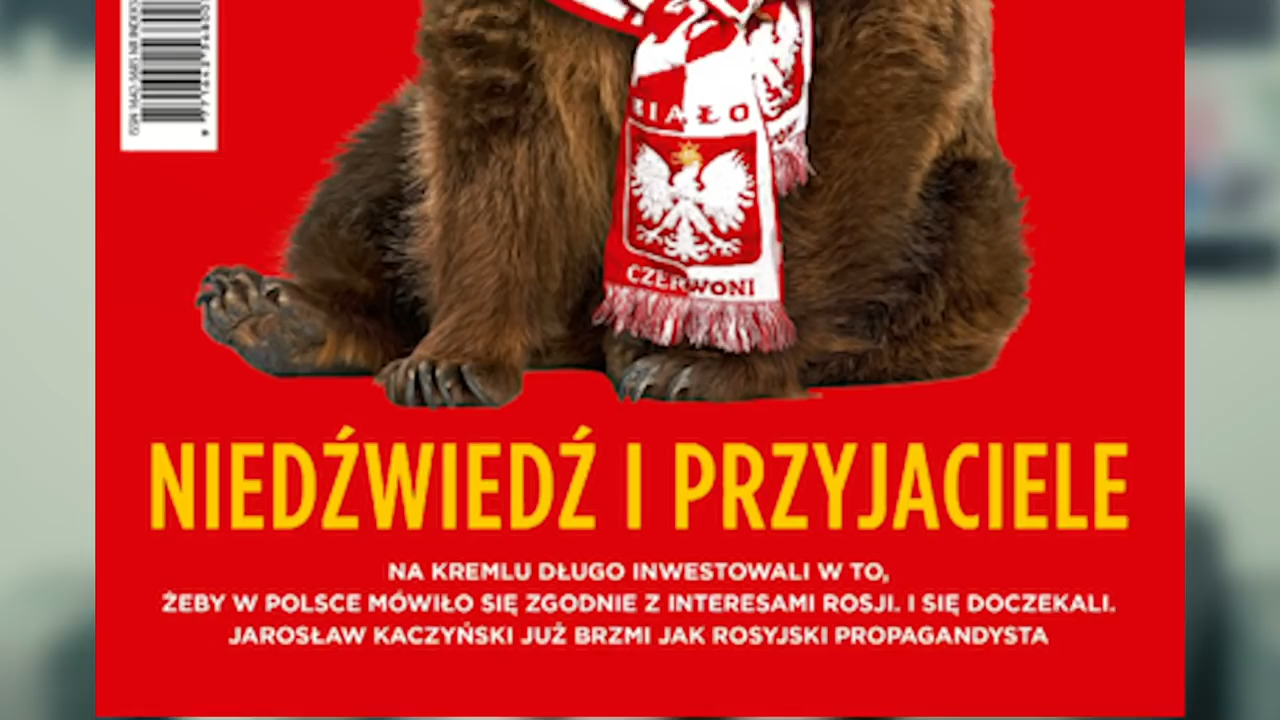 BIAŁO
CZERWONI
NIEDŹWIEDŹ I PRZYJACIELE
NA KREMLU DŁUGO INWESTOWALI W TO,
ŻEBY W POLSCE MÓWIŁO SIĘ ZGODNIE Z INTERESAMI ROSJI. I SIĘ DOCZEKALI.
JAROSŁAW KACZYŃSKI JUŻ BRZMI JAK ROSYJSKI PROPAGANDYSTA